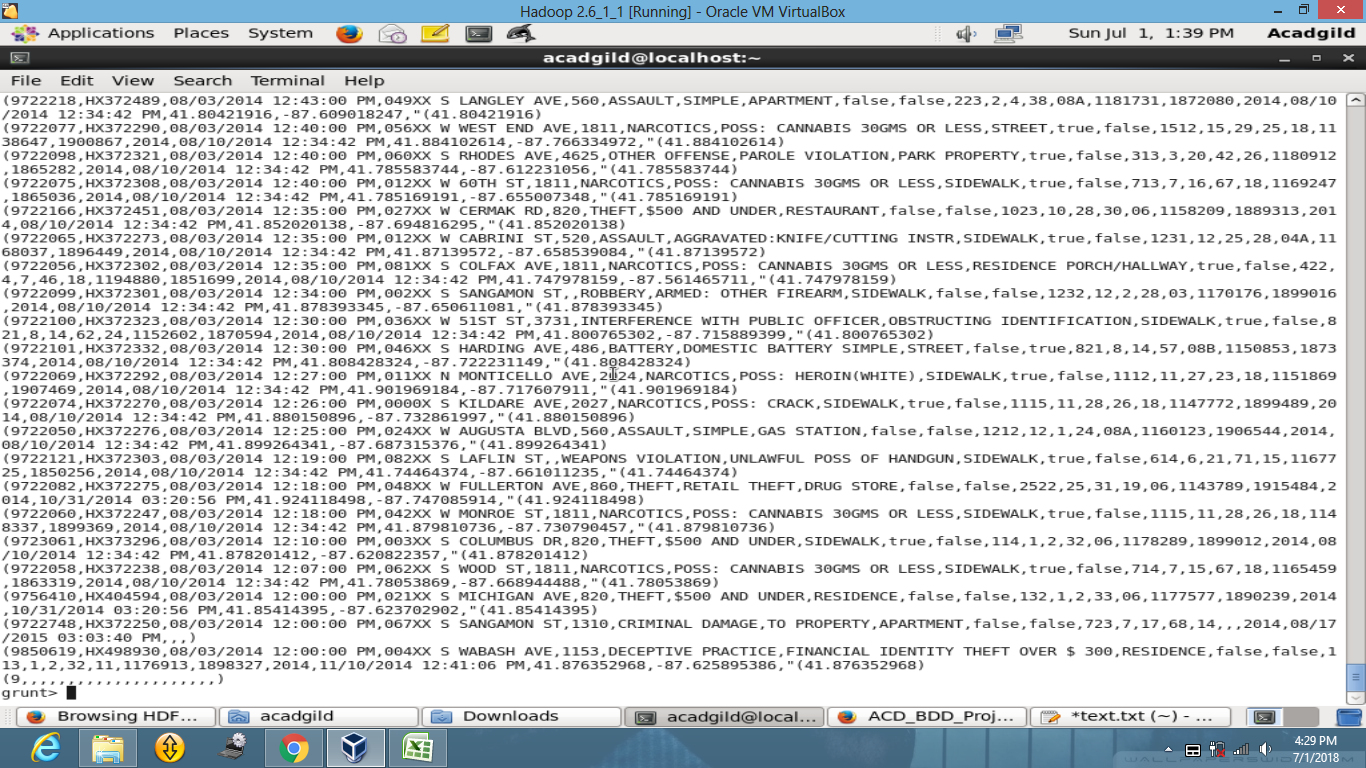 Hadoop 2.6_1_1 [Running] - Oracle VM VirtualBox
Applications Places System Sun Jul 1, 1:39 PM Acadgild
acadgild@localhost:~
File Edit View Search Terminal Help
(9722218,HX372489,08/03/2014 12:43:00 PM,049XX S LANGLEY AVE,560,ASSAULT,SIMPLE,APARTMENT,false,false,223,2,4,38,08A,1181731,1872080,2014,08/10
/2014 12:34:42 PM,41.80421916,-87.609018247,"(41.80421916)
(9722077,HX372290,08/03/2014 12:40:00 PM,056XX W WEST END AVE,1811,NARCOTICS,POSS: CANNABIS 30GMS OR LESS,STREET,true,false,1512,15,29,25,18,1
138647,1900867,2014,08/10/2014 12:34:42 PM,41.884102614,-87.766334972,"(41.884102614)
(9722098,HX372321,08/03/2014 12:40:00 PM,060XX S RHODES AVE,4625,OTHER OFFENSE,PAROLE VIOLATION,PARK PROPERTY,true,false,313,3,20,42,26,1180912
,1865282,2014,08/10/2014 12:34:42 PM,41.785583744,-87.612231056,"(41.785583744)
(9722075,HX372308,08/03/2014 12:40:00 PM,012XX W 60TH ST,1811,NARCOTICS,POSS: CANNABIS 30GMS OR LESS,SIDEWALK,true,false,713,7,16,67,18,1169247
,1865036,2014,08/10/2014 12:34:42 PM,41.785169191,-87.655007348,"(41.785169191)
(9722166,HX372451,08/03/2014 12:35:00 PM,027XX W CERMAK RD,820,THEFT,$500 AND UNDER,RESTAURANT,false,false,1023,10,28,30,06,1158209,1889313,201
4,08/10/2014 12:34:42 PM,41.852020138,-87.694816295,"(41.852020138)
(9722065,HX372273,08/03/2014 12:35:00 PM,012XX W CABRINI ST,520,ASSAULT,AGGRAVATED:KNIFE/CUTTING INSTR,SIDEWALK,true,false,1231,12,25,28,04A,11
68037,1896449,2014,08/10/2014 12:34:42 PM,41.87139572,-87.658539084,"(41.87139572)
(9722056,HX372302,08/03/2014 12:35:00 PM,081XX S COLFAX AVE,1811,NARCOTICS,POSS: CANNABIS 30GMS OR LESS,RESIDENCE PORCH/HALLWAY,true,false,422,
4,7,46,18,1194880,1851699,2014,08/10/2014 12:34:42 PM,41.747978159,-87.561465711,"(41.747978159)
(9722099,HX372301,08/03/2014 12:34:00 PM,002XX S SANGAMON ST,,ROBBERY,ARMED: OTHER FIREARM,SIDEWALK,false,false,1232,12,2,28,03,1170176,1899016
,2014,08/10/2014 12:34:42 PM,41.878393345,-87.650611081,"(41.878393345)
(9722100,HX372323,08/03/2014 12:30:00 PM,036XX W 51ST ST,3731,INTERFERENCE WITH PUBLIC OFFICER,OBSTRUCTING IDENTIFICATION,SIDEWALK,true,false,8
21,8,14,62,24,1152602,1870594,2014,08/10/2014 12:34:42 PM,41.800765302,-87.715889399,"(41.800765302)
(9722101,HX372332,08/03/2014 12:30:00 PM,046XX S HARDING AVE,486,BATTERY,DOMESTIC BATTERY SIMPLE,STREET,false,true,821,8,14,57,08B,1150853,1873
374,2014,08/10/2014 12:34:42 PM,41.808428324,-87.722231149,"(41.808428324)
(9722069,HX372292,08/03/2014 12:27:00 PM,011XX N MONTICELLO AVE,2024,NARCOTICS,POSS: HEROIN(WHITE),SIDEWALK,true,false,1112,11,27,23,18,1151869
,1907469,2014,08/10/2014 12:34:42 PM,41.901969184,-87.717607911,"(41.901969184)
(9722074,HX372270,08/03/2014 12:26:00 PM,0000X S KILDARE AVE,2027,NARCOTICS,POSS: CRACK,SIDEWALK,true,false,1115,11,28,26,18,1147772,1899489,20
14,08/10/2014 12:34:42 PM,41.880150896,-87.732861997,"(41.880150896)
(9722050,HX372276,08/03/2014 12:25:00 PM,024XX W AUGUSTA BLVD,560,ASSAULT,SIMPLE,GAS STATION,false,false,1212,12,1,24,08A,1160123,1906544,2014,
08/10/2014 12:34:42 PM,41.899264341,-87.687315376,"(41.899264341)
(9722121,HX372303,08/03/2014 12:19:00 PM,082XX S LAFLIN ST,,WEAPONS VIOLATION,UNLAWFUL POSS OF HANDGUN,SIDEWALK,true,false,614,6,21,71,15,11677
25,1850256,2014,08/10/2014 12:34:42 PM,41.74464374,-87.661011235,"(41.74464374)
(9722082,HX372275,08/03/2014 12:18:00 PM,048XX W FULLERTON AVE,860,THEFT,RETAIL THEFT,DRUG STORE,false,false,2522,25,31,19,06,1143789,1915484,2
014,10/31/2014 03:20:56 PM,41.924118498,-87.747085914,"(41.924118498)
(9722060,HX372247,08/03/2014 12:18:00 PM,042XX W MONROE ST,1811,NARCOTICS,POSS: CANNABIS 30GMS OR LESS,SIDEWALK,true,false,1115,11,28,26,18,114
8337,1899369,2014,08/10/2014 12:34:42 PM,41.879810736,-87.730790457,"(41.879810736)
(9723061,HX373296,08/03/2014 12:10:00 PM,003XX S COLUMBUS DR,820,THEFT,$500 AND UNDER,SIDEWALK,true,false,114,1,2,32,06,1178289,1899012,2014,08
/10/2014 12:34:42 PM,41.878201412,-87.620822357,"(41.878201412)
(9722058,HX372238,08/03/2014 12:07:00 PM,062XX S WOOD ST,1811,NARCOTICS,POSS: CANNABIS 30GMS OR LESS,SIDEWALK,true,false,714,7,15,67,18,1165459
,1863319,2014,08/10/2014 12:34:42 PM,41.78053869,-87.668944488,"(41.78053869)
(9756410,HX404594,08/03/2014 12:00:00 PM,021XX S MICHIGAN AVE,820,THEFT,$500 AND UNDER,RESIDENCE,false,false,132,1,2,33,06,1177577,1890239,2014
,10/31/2014 03:20:56 PM,41.85414395,-87.623702902,"(41.85414395)
(9722748,HX372250,08/03/2014 12:00:00 PM,067XX S SANGAMON ST,1310,CRIMINAL DAMAGE,TO PROPERTY,APARTMENT,false,false,723,7,17,68,14,,,2014,08/17
/2015 03:03:40 PM,,,)
(9850619,HX498930,08/03/2014 12:00:00 PM,004XX S WABASH AVE,1153,DECEPTIVE PRACTICE,FINANCIAL IDENTITY THEFT OVER $ 300,RESIDENCE,false,false,1
13,1,2,32,11,1176913,1898327,2014,11/10/2014 12:41:06 PM,41.876352968,-87.625895386,"(41.876352968)
(9,,,,,,,,,,,,,,,,,,,,,)
grunt>
Browsing HDF... acadgild Downloads acadgild@local... ACD_BDD_Proj... *text.txt (~) - ...
4:29 PM
7/1/2018